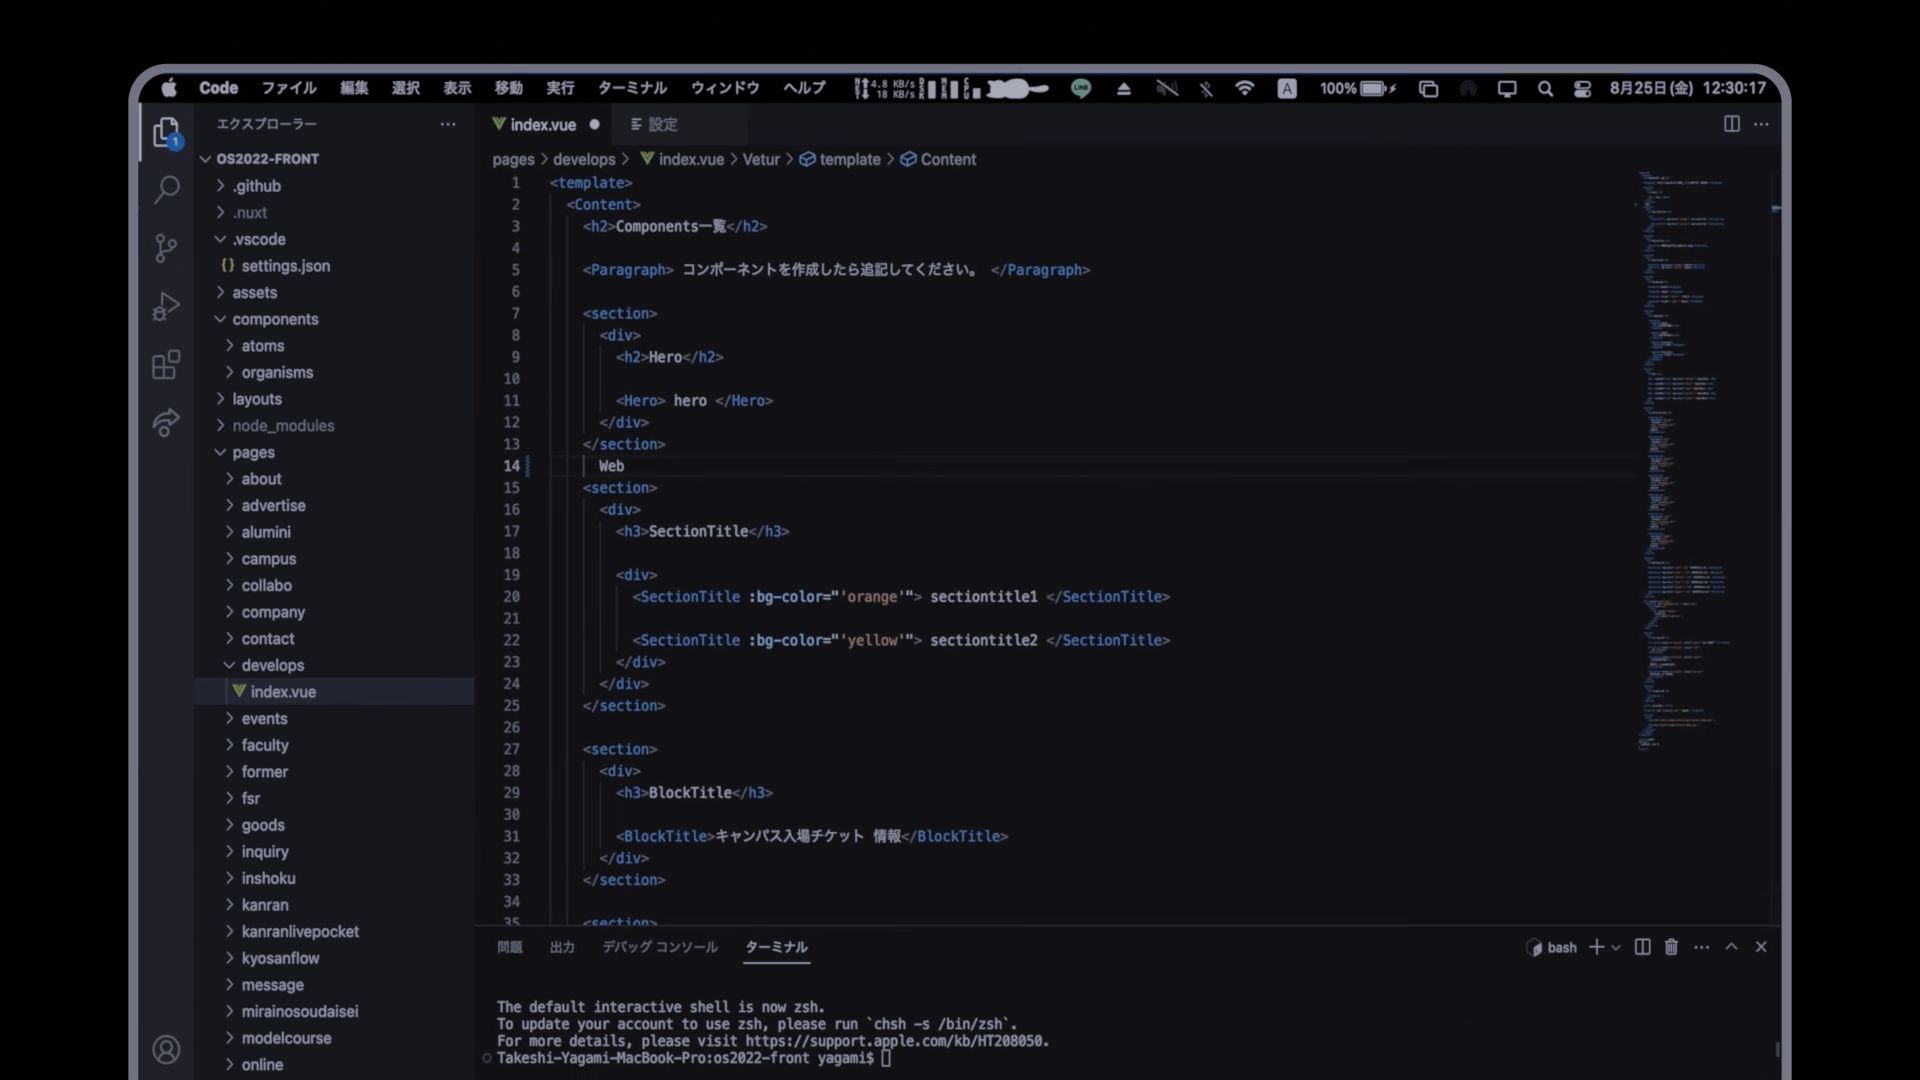 Code ファイル 編集 選択 表示 移動 実行 ターミナル ウィンドウ ヘルプ 4.8 KB/s 18 KB/s LINE A 100% 8月25日(金) 12:30:17
エクスプローラー
1
OS2022-FRONT
.github
.nuxt
.vscode
{} settings.json
assets
components
atoms
organisms
layouts
node_modules
pages
about
advertise
alumini
campus
collabo
company
contact
develops
index.vue
events
faculty
former
fsr
goods
inquiry
inshoku
kanran
kanranlivepocket
kyosanflow
message
mirainosoudaisei
modelcourse
online
index.vue 設定
pages > develops > index.vue > Vetur > template > Content
1 <template>
2 <Content>
3 <h2>Components一覧</h2>
4
5 <Paragraph> コンポーネントを作成したら追記してください。 </Paragraph>
6
7 <section>
8 <div>
9 <h2>Hero</h2>
10
11 <Hero> hero </Hero>
12 </div>
13 </section>
14 Web
15 <section>
16 <div>
17 <h3>SectionTitle</h3>
18
19 <div>
20 <SectionTitle :bg-color="'orange'"> sectiontitle1 </SectionTitle>
21
22 <SectionTitle :bg-color="'yellow'"> sectiontitle2 </SectionTitle>
23 </div>
24 </div>
25 </section>
26
27 <section>
28 <div>
29 <h3>BlockTitle</h3>
30
31 <BlockTitle>キャンパス入場チケット 情報</BlockTitle>
32 </div>
33 </section>
34
35 <section>
問題 出力 デバッグ コンソール ターミナル bash
The default interactive shell is now zsh.
To update your account to use zsh, please run `chsh -s /bin/zsh`.
For more details, please visit https://support.apple.com/kb/HT208050.
Takeshi-Yagami-MacBook-Pro:os2022-front yagami$